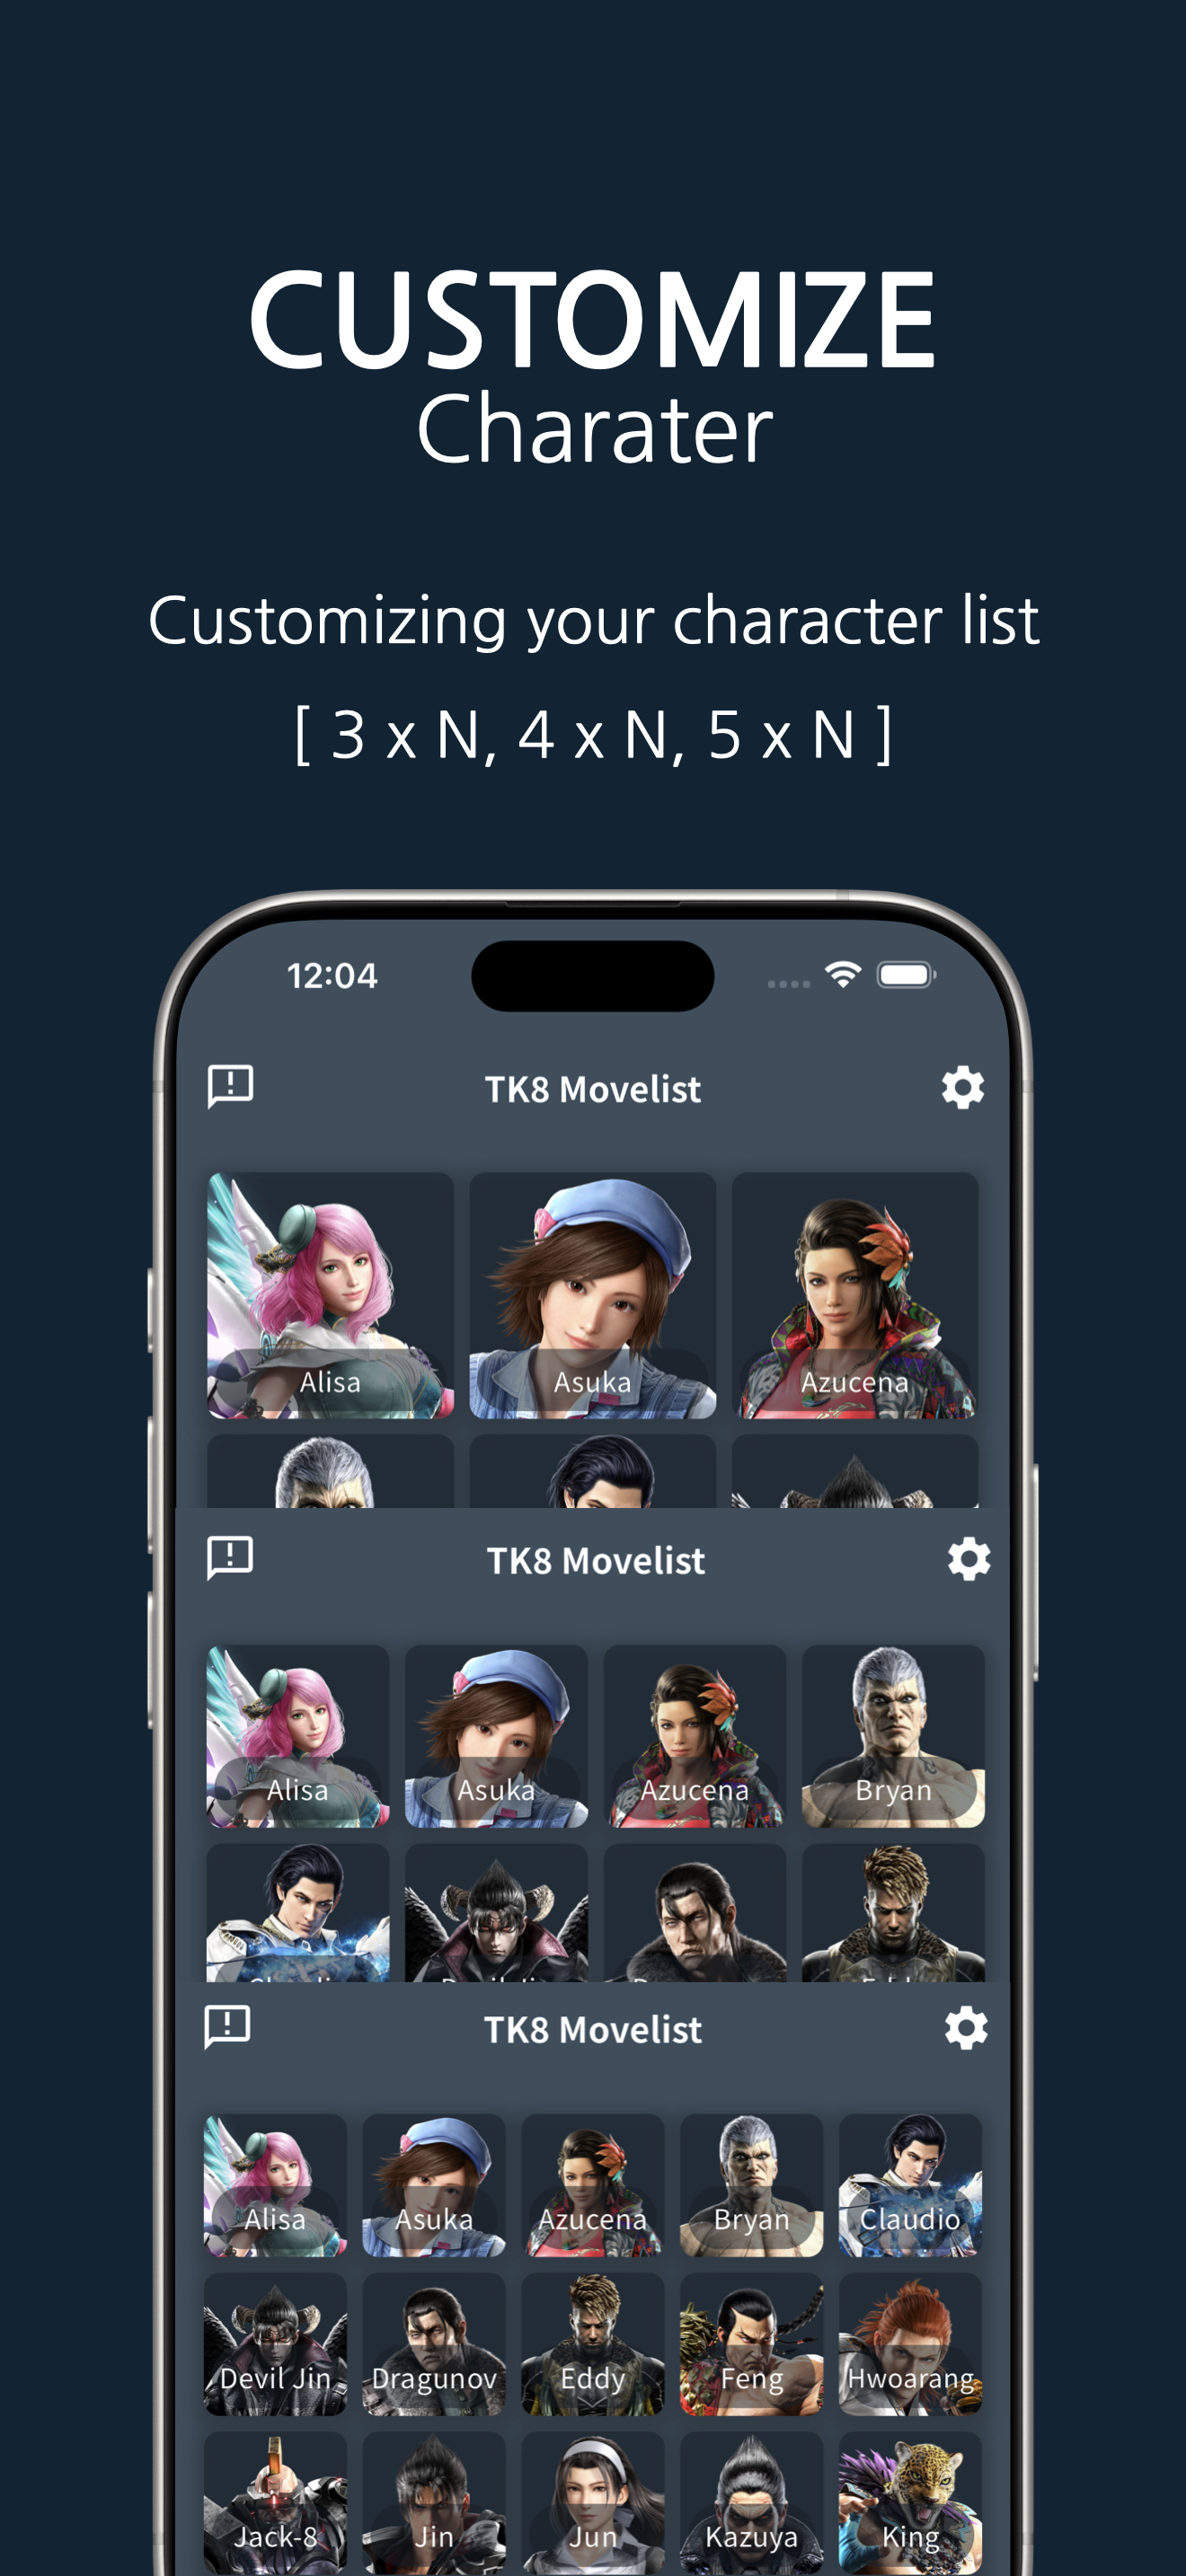 CUSTOMIZE
Charater
Customizing your character list
[ 3 x N, 4 x N, 5 x N ]
12:04
TK8 Movelist
Alisa Asuka Azucena
TK8 Movelist
Alisa Asuka Azucena Bryan
TK8 Movelist
Alisa Asuka Azucena Bryan Claudio
Devil Jin Dragunov Eddy Feng Hwoarang
Jack-8 Jin Jun Kazuya King